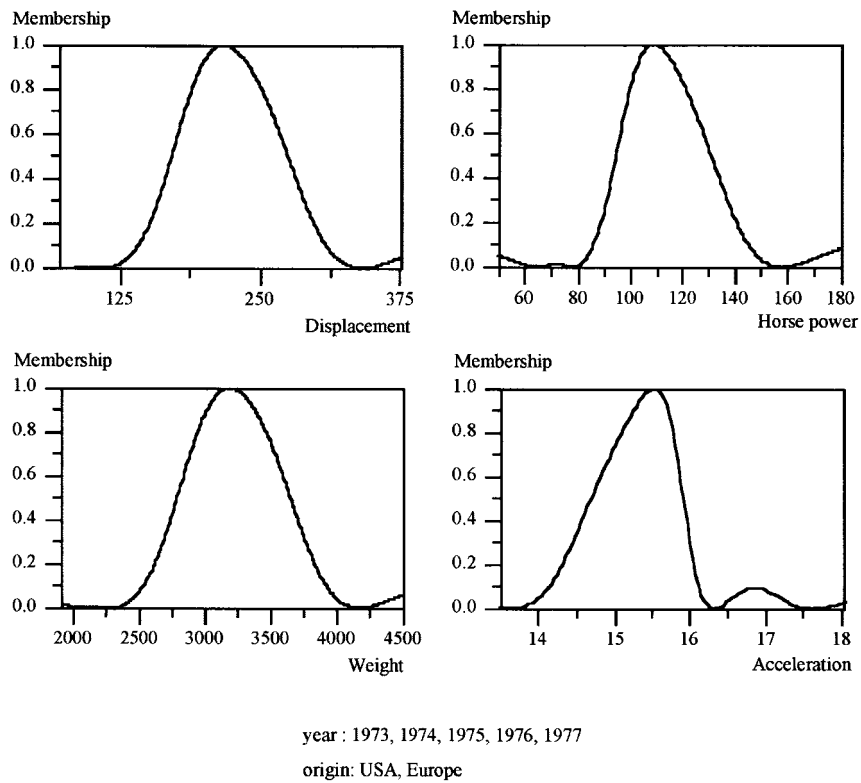 Membership
1.0
0.8
0.6
0.4
0.2
0.0
125 250 375
Displacement
Membership
1.0
0.8
0.6
0.4
0.2
0.0
60 80 100 120 140 160 180
Horse power
Membership
1.0
0.8
0.6
0.4
0.2
0.0
2000 2500 3000 3500 4000 4500
Weight
Membership
1.0
0.8
0.6
0.4
0.2
0.0
14 15 16 17 18
Acceleration
year : 1973, 1974, 1975, 1976, 1977
origin: USA, Europe